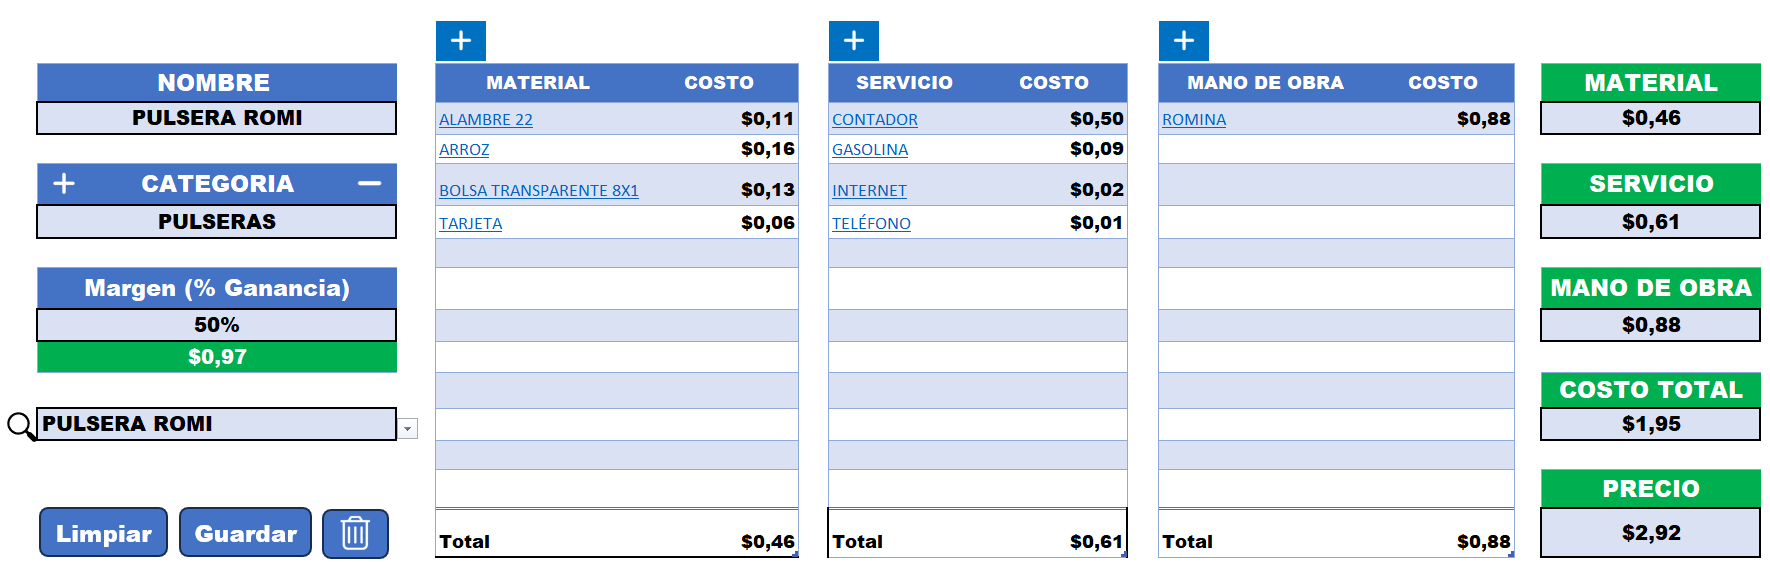 NOMBRE
PULSERA ROMI
CATEGORIA
PULSERAS
Margen (% Ganancia)
50%
$0,97
PULSERA ROMI
Limpiar Guardar
MATERIAL COSTO
ALAMBRE 22 $0,11
ARROZ $0,16
BOLSA TRANSPARENTE 8X1 $0,13
TARJETA $0,06
Total $0,46
SERVICIO COSTO
CONTADOR $0,50
GASOLINA $0,09
INTERNET $0,02
TELÉFONO $0,01
Total $0,61
MANO DE OBRA COSTO
ROMINA $0,88
Total $0,88
MATERIAL
$0,46
SERVICIO
$0,61
MANO DE OBRA
$0,88
COSTO TOTAL
$1,95
PRECIO
$2,92